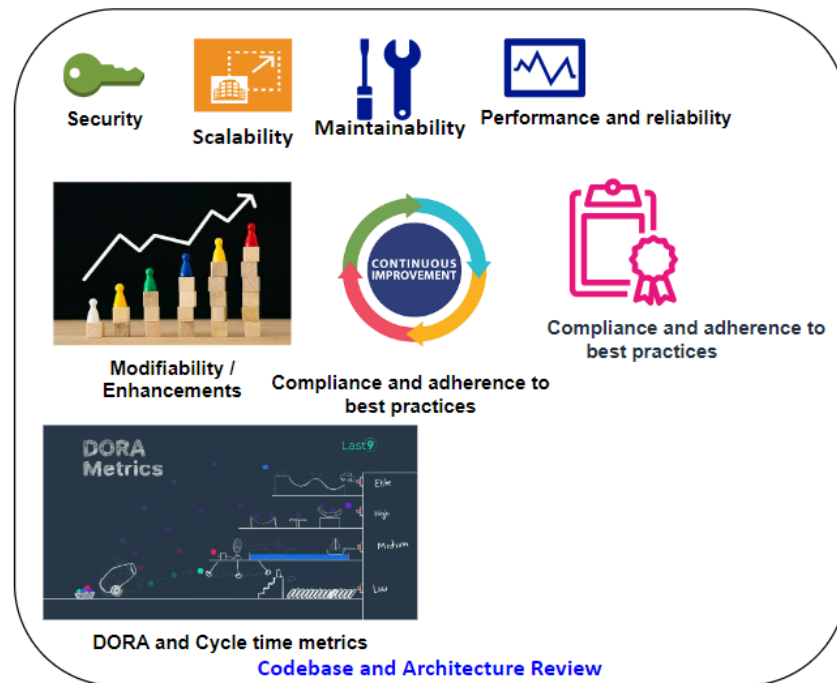 Security
Scalability
Maintainability
Performance and reliability
CONTINUOUS
IMPROVEMENT
Modifiability /
Enhancements
Compliance and adherence to
best practices
Compliance and adherence to
best practices
DORA
Metrics
Last9
Elite
High
Medium
Low
DORA and Cycle time metrics
Codebase and Architecture Review